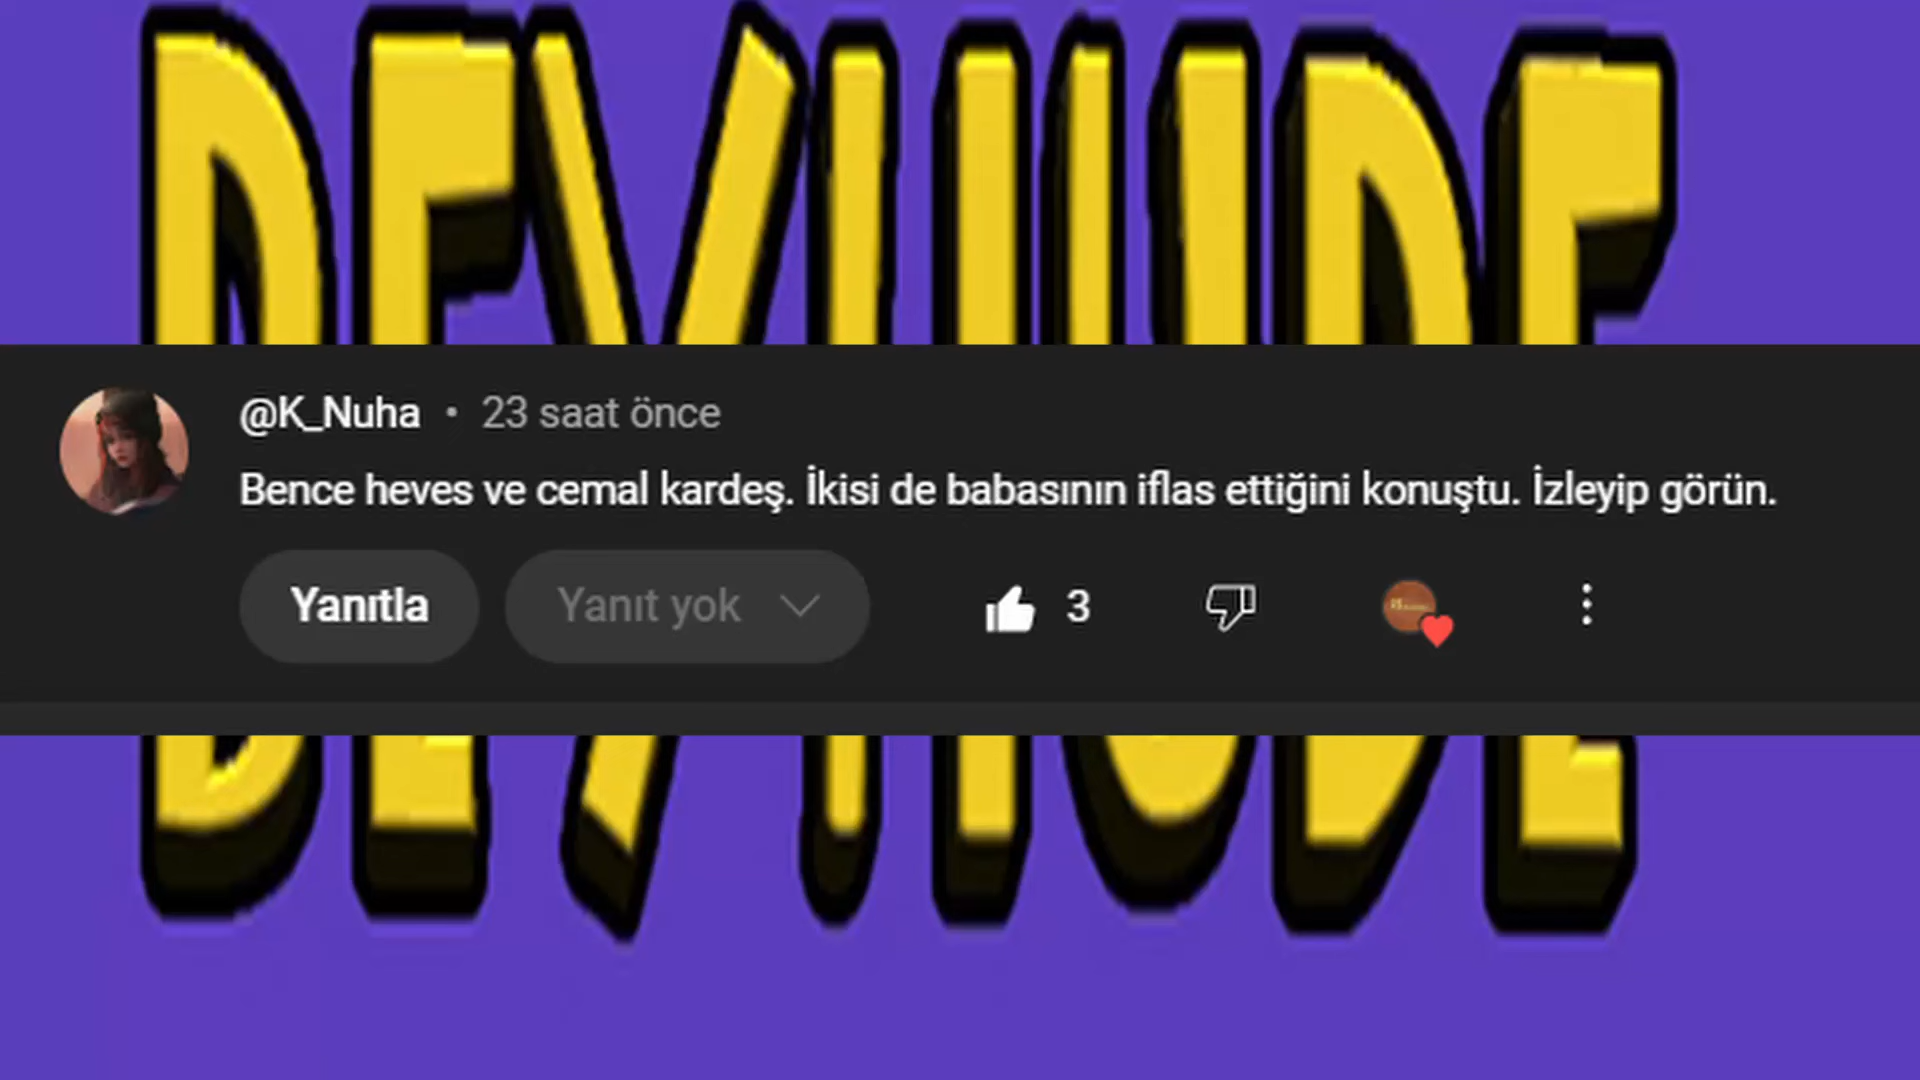 @K_Nuha • 23 saat önce
Bence heves ve cemal kardeş. İkisi de babasının iflas ettiğini konuştu. İzleyip görün.
Yanıtla
Yanıt yok
3